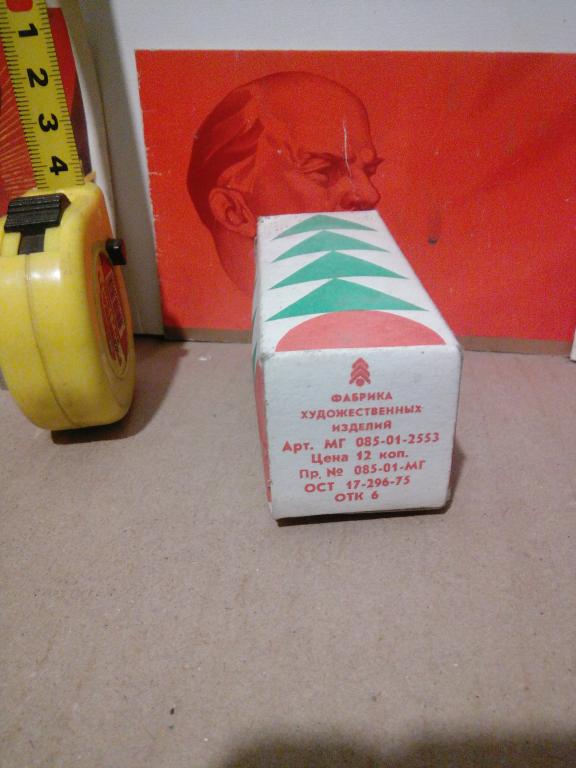 1
2
3
4
ФАБРИКА
ХУДОЖЕСТВЕННЫХ
ИЗДЕЛИЙ
Арт. МГ 085-01-2553
Цена 12 коп.
Пр. № 085-01-МГ
ОСТ 17-296-75
ОТК 6